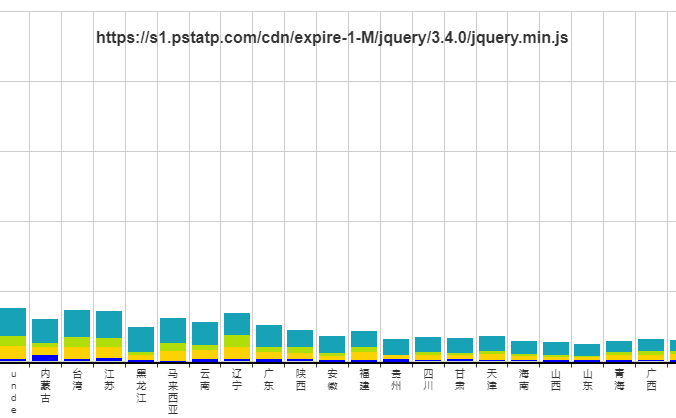 https://s1.pstatp.com/cdn/expire-1-M/jquery/3.4.0/jquery.min.js
unde
内蒙古
台湾
江苏
黑龙江
马来西亚
云南
辽宁
广东
陕西
安徽
福建
贵州
四川
甘肃
天津
海南
山西
山东
青海
广西